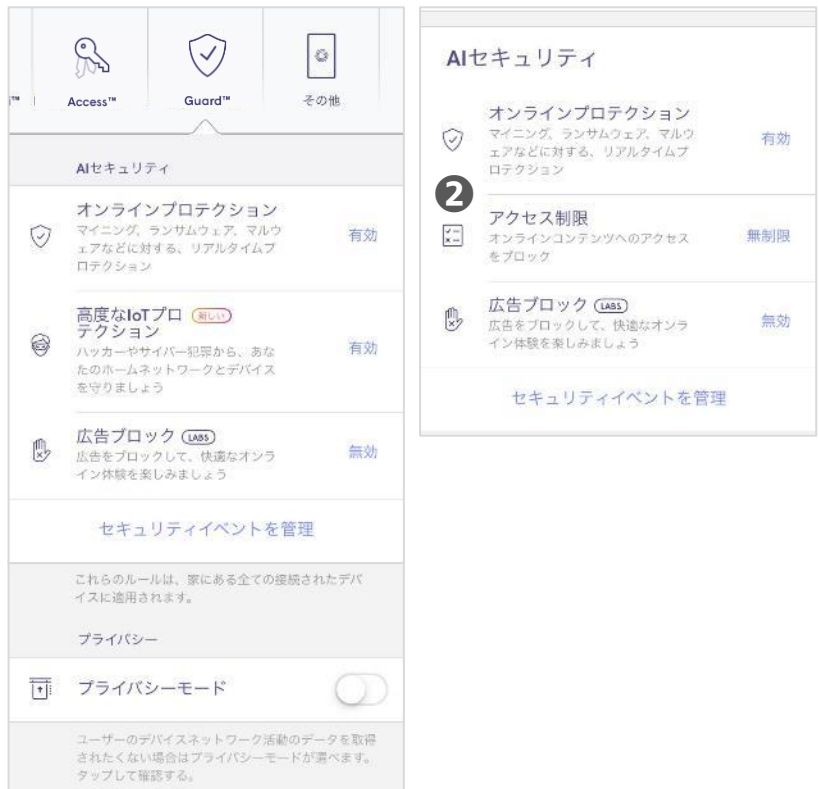 Access™
Guard™
その他
AIセキュリティ
オンラインプロテクション
マイニング、ランサムウェア、マルウ
ェアなどに対する、リアルタイムプ
ロテクション
有効
高度なIoTプロ 新しい
テクション
ハッカーやサイバー犯罪から、あな
たのホームネットワークとデバイス
を守りましょう
有効
広告ブロック LABS
広告をブロックして、快適なオンラ
イン体験を楽しみましょう
無効
セキュリティイベントを管理
これらのルールは、家にある全ての接続されたデバ
イスに適用されます。
プライバシー
プライバシーモード
ユーザーのデバイスネットワーク活動のデータを取得
されたくない場合はプライバシーモードが選べます。
タップして確認する。
AIセキュリティ
オンラインプロテクション
マイニング、ランサムウェア、マルウ
ェアなどに対する、リアルタイムプ
ロテクション
有効
2
アクセス制限
オンラインコンテンツへのアクセス
をブロック
無制限
広告ブロック LABS
広告をブロックして、快適なオンラ
イン体験を楽しみましょう
無効
セキュリティイベントを管理